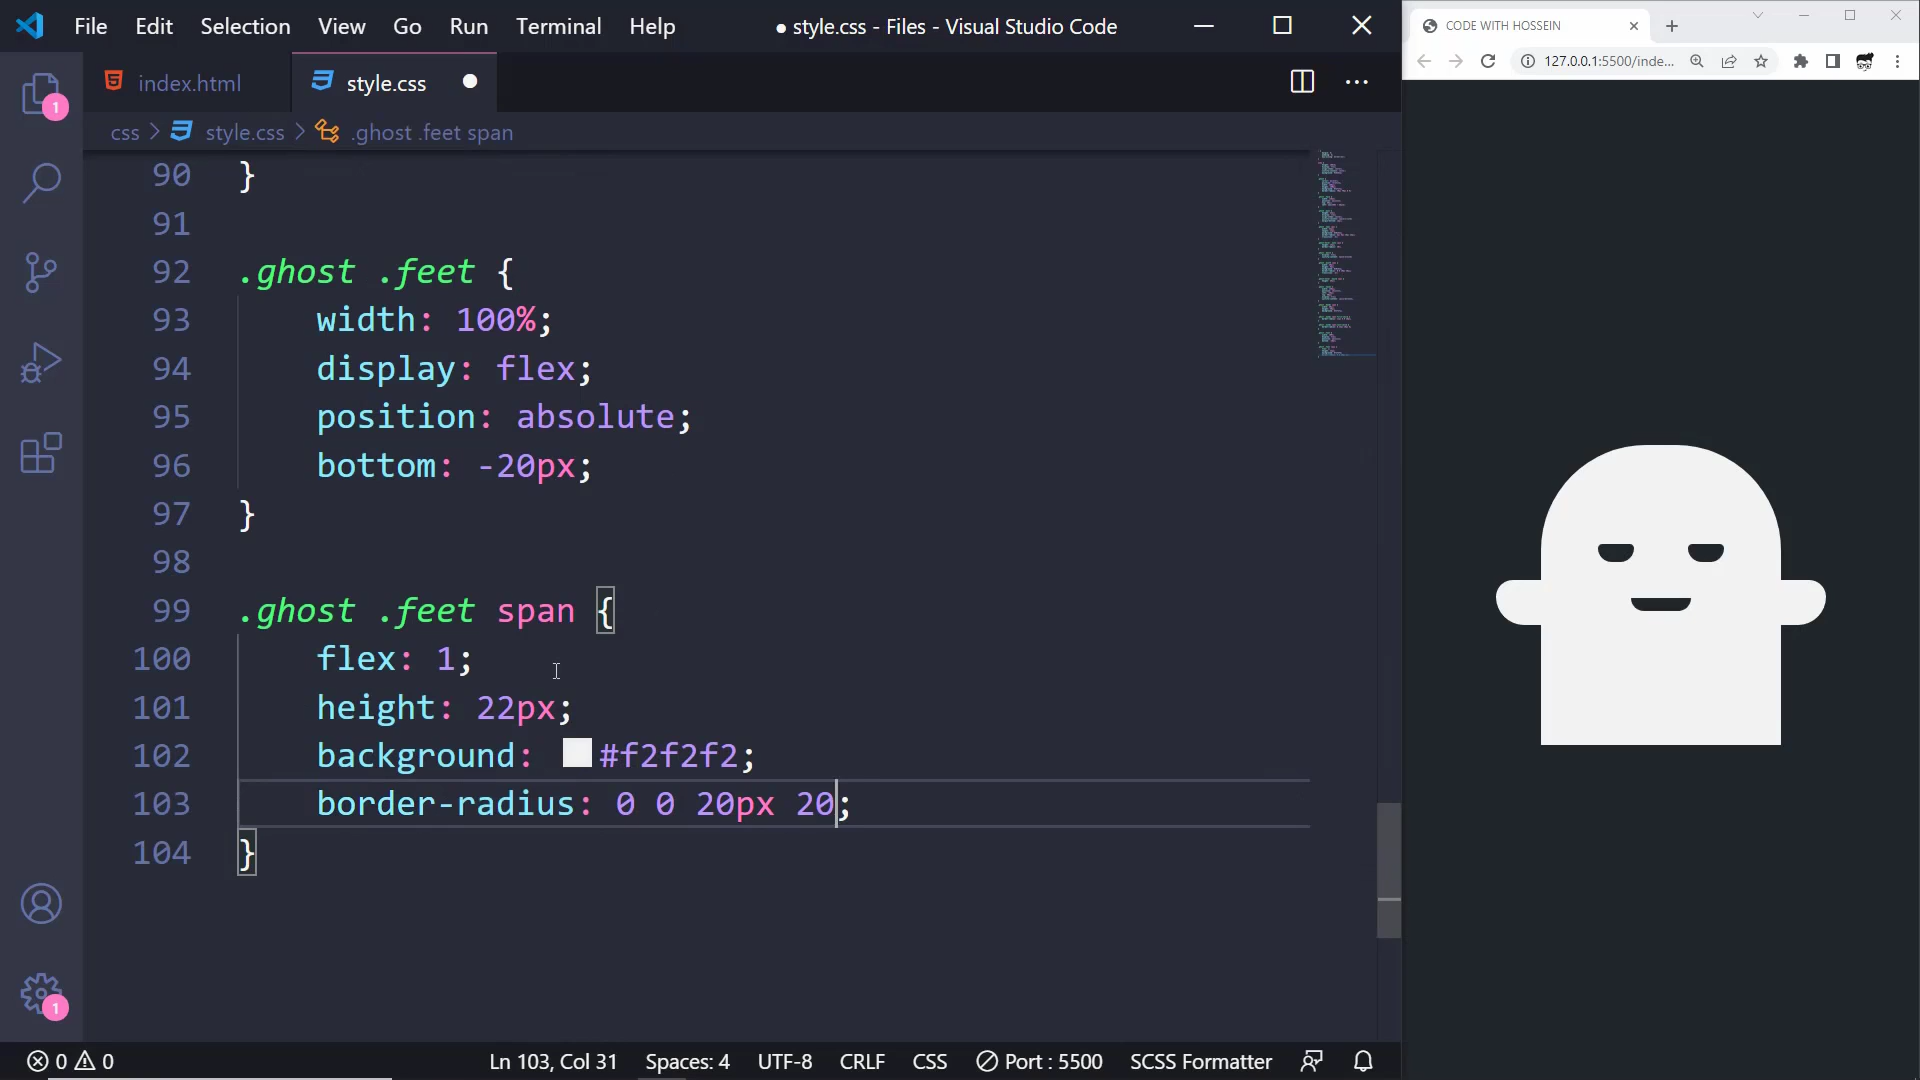 File Edit Selection View Go Run Terminal Help ● style.css - Files - Visual Studio Code
index.html style.css
css > style.css > .ghost .feet span
90 }
91
92 .ghost .feet {
93 width: 100%;
94 display: flex;
95 position: absolute;
96 bottom: -20px;
97 }
98
99 .ghost .feet span {
100 flex: 1;
101 height: 22px;
102 background: #f2f2f2;
103 border-radius: 0 0 20px 20;
104 }
1
1
0 0 Ln 103, Col 31 Spaces: 4 UTF-8 CRLF CSS Port : 5500 SCSS Formatter
CODE WITH HOSSEIN
127.0.0.1:5500/inde...